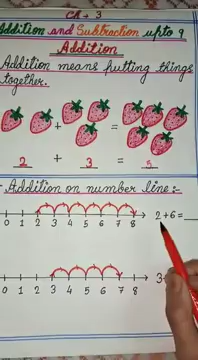 CH → 3
Addition and Subtraction upto 9
Addition
Addition means putting things
together.
+ =
2 + 3 = 5
Addition on number line:-
2+6=
0 1 2 3 4 5 6 7 8
3
0 1 2 3 4 5 6 7 8